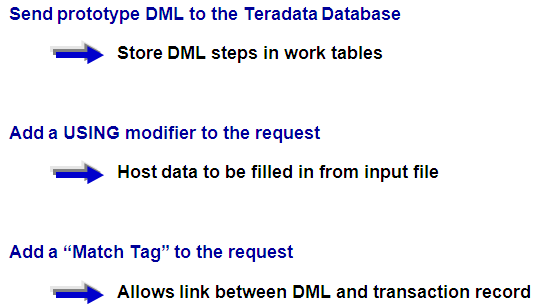 Send prototype DML to the Teradata Database
Store DML steps in work tables
Add a USING modifier to the request
Host data to be filled in from input file
Add a “Match Tag” to the request
Allows link between DML and transaction record